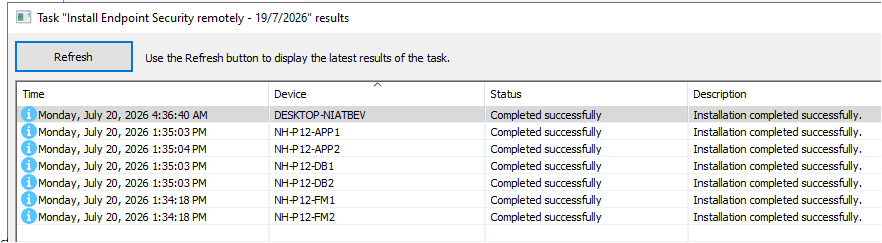 Task "Install Endpoint Security remotely - 19/7/2026" results
Refresh Use the Refresh button to display the latest results of the task.
Time Device Status Description
Monday, July 20, 2026 4:36:40 AM DESKTOP-NIATBEV Completed successfully Installation completed successfully.
Monday, July 20, 2026 1:35:03 PM NH-P12-APP1 Completed successfully Installation completed successfully.
Monday, July 20, 2026 1:35:04 PM NH-P12-APP2 Completed successfully Installation completed successfully.
Monday, July 20, 2026 1:35:03 PM NH-P12-DB1 Completed successfully Installation completed successfully.
Monday, July 20, 2026 1:35:03 PM NH-P12-DB2 Completed successfully Installation completed successfully.
Monday, July 20, 2026 1:34:18 PM NH-P12-FM1 Completed successfully Installation completed successfully.
Monday, July 20, 2026 1:34:18 PM NH-P12-FM2 Completed successfully Installation completed successfully.